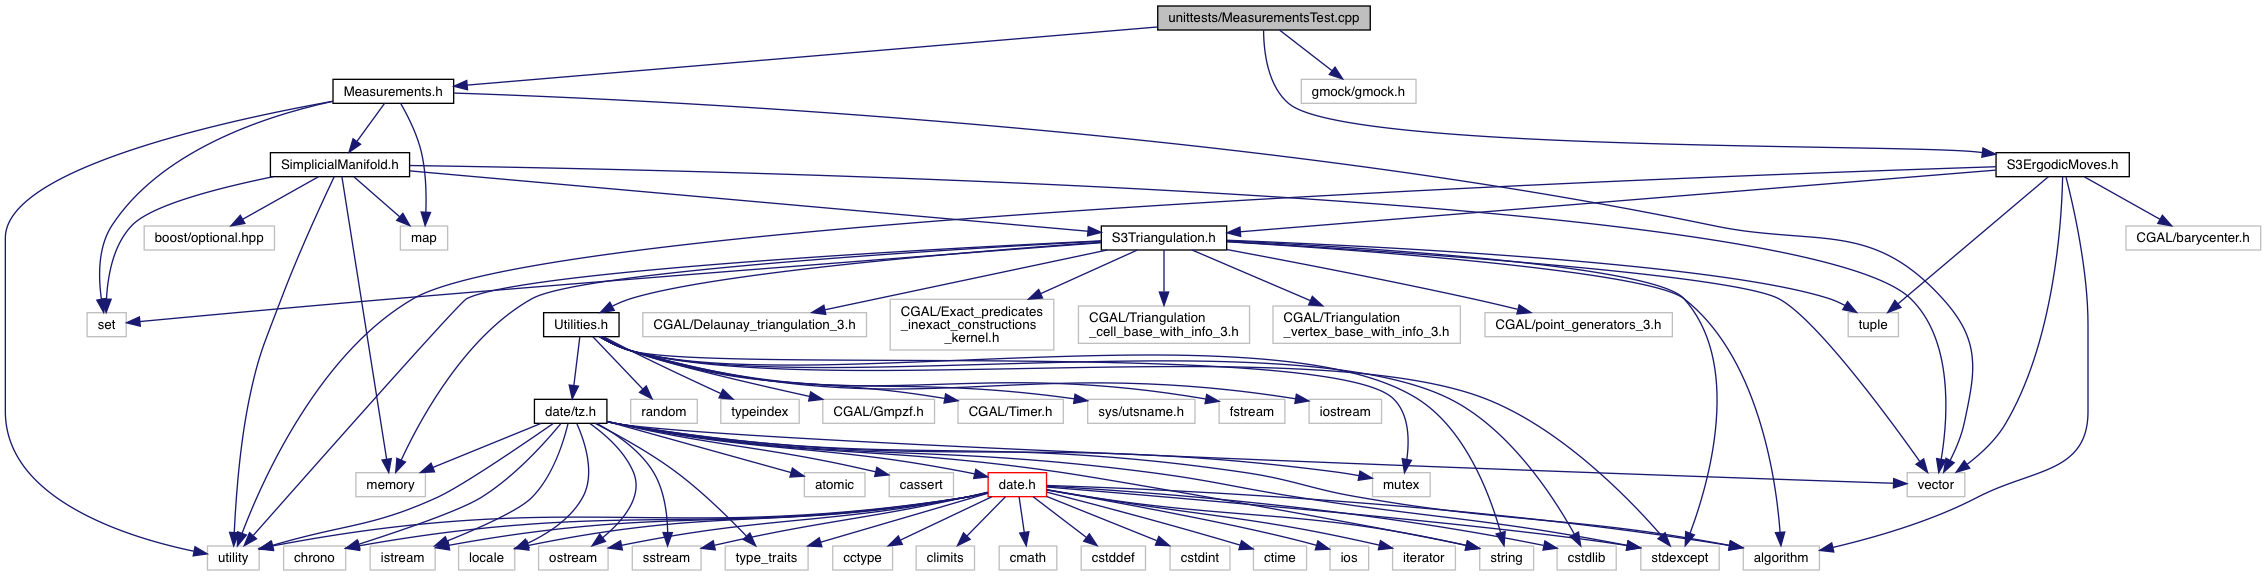 unittests/MeasurementsTest.cpp
Measurements.h
gmock/gmock.h
SimplicialManifold.h
S3ErgodicMoves.h
boost/optional.hpp
map
S3Triangulation.h
CGAL/barycenter.h
set
Utilities.h
CGAL/Delaunay_triangulation_3.h
CGAL/Exact_predicates
_inexact_constructions
_kernel.h
CGAL/Triangulation
_cell_base_with_info_3.h
CGAL/Triangulation
_vertex_base_with_info_3.h
CGAL/point_generators_3.h
tuple
date/tz.h
random
typeindex
CGAL/Gmpzf.h
CGAL/Timer.h
sys/utsname.h
fstream
iostream
memory
atomic
cassert
date.h
mutex
vector
utility
chrono
istream
locale
ostream
sstream
type_traits
cctype
climits
cmath
cstddef
cstdint
ctime
ios
iterator
string
cstdlib
stdexcept
algorithm